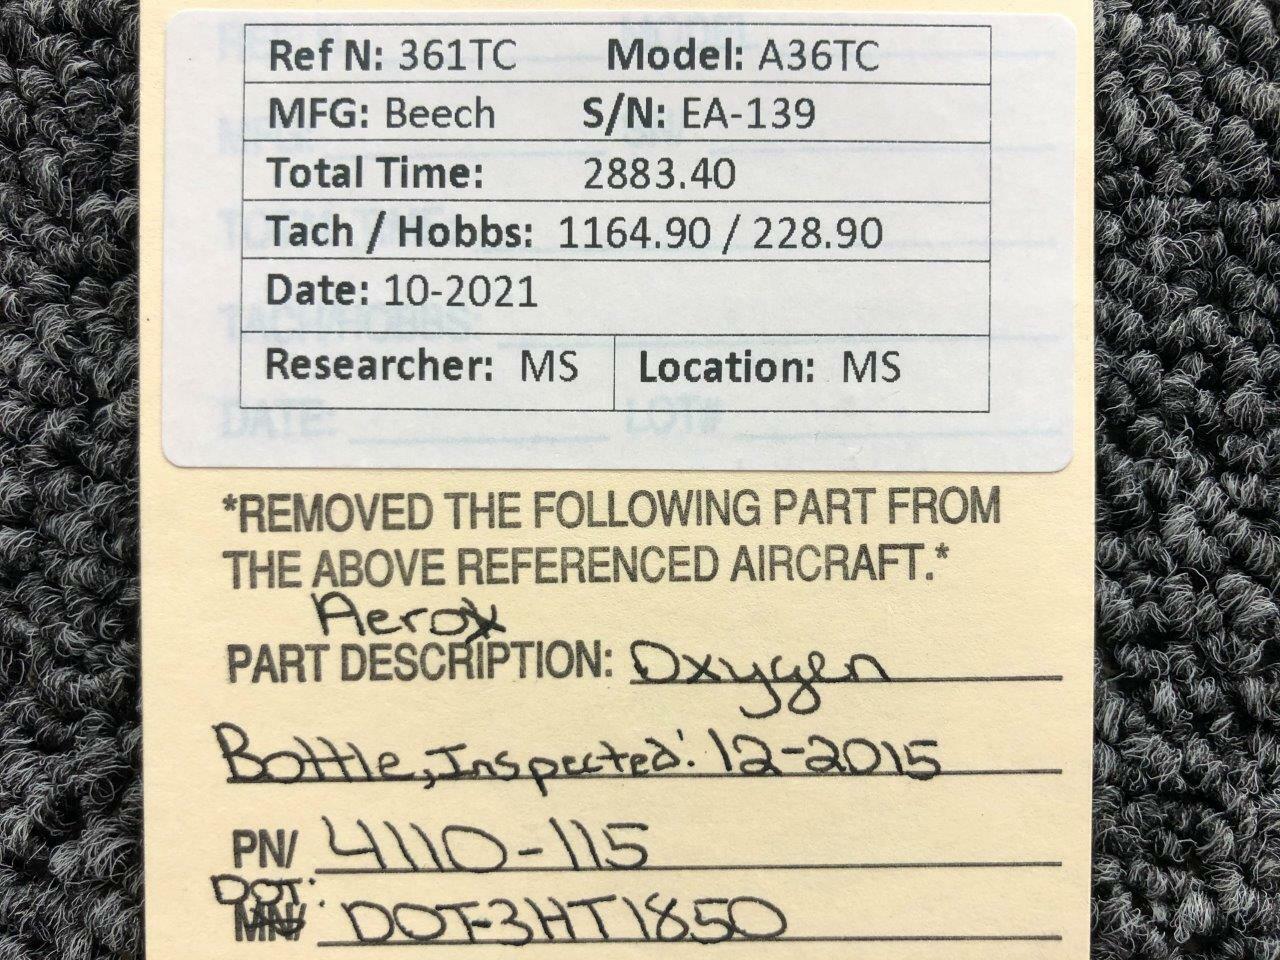 Ref N: 361TC Model: A36TC
MFG: Beech S/N: EA-139
Total Time: 2883.40
Tach / Hobbs: 1164.90 / 228.90
Date: 10-2021
Researcher: MS Location: MS
DATE: LOT#
*REMOVED THE FOLLOWING PART FROM
THE ABOVE REFERENCED AIRCRAFT.*
Aerox
PART DESCRIPTION: Oxygen
Bottle, Inspected: 12-2015
PN/ 4110-115
DOT:
MN/ DOT-3HT1850